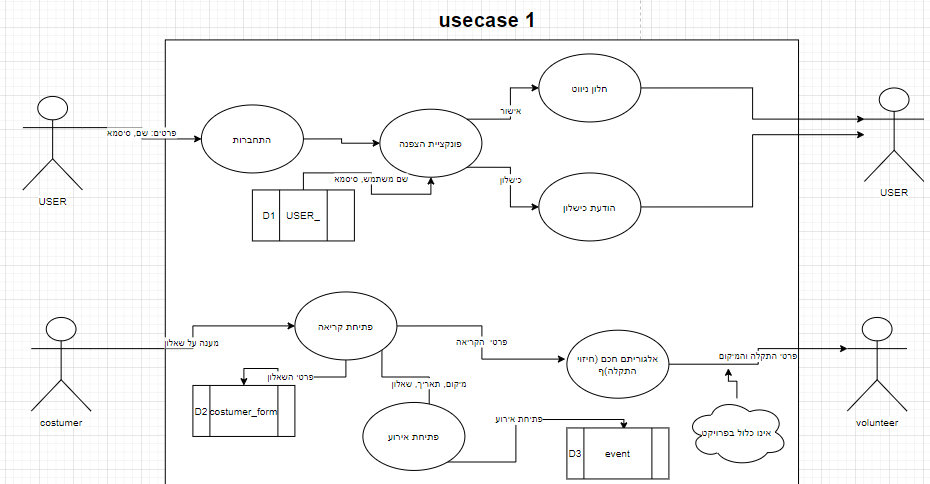 usecase 1
פרטים: שם, סיסמא
התחברות
פונקציית הצפנה
אישור
חלון ניווט
כישלון
הודעת כישלון
שם משתמש, סיסמא
D1
USER_
USER
USER
מענה על שאלון
פתיחת קריאה
פרטי הקריאה
אלגוריתם חכם (חיזוי
התקלה)ף
פרטי התקלה והמיקום
פרטי השאלון
מיקום, תאריך, שאלון
D2
costumer_form
פתיחת אירוע
פתיחת אירוע
D3
event
אינו כלול בפרויקט
costumer
volunteer